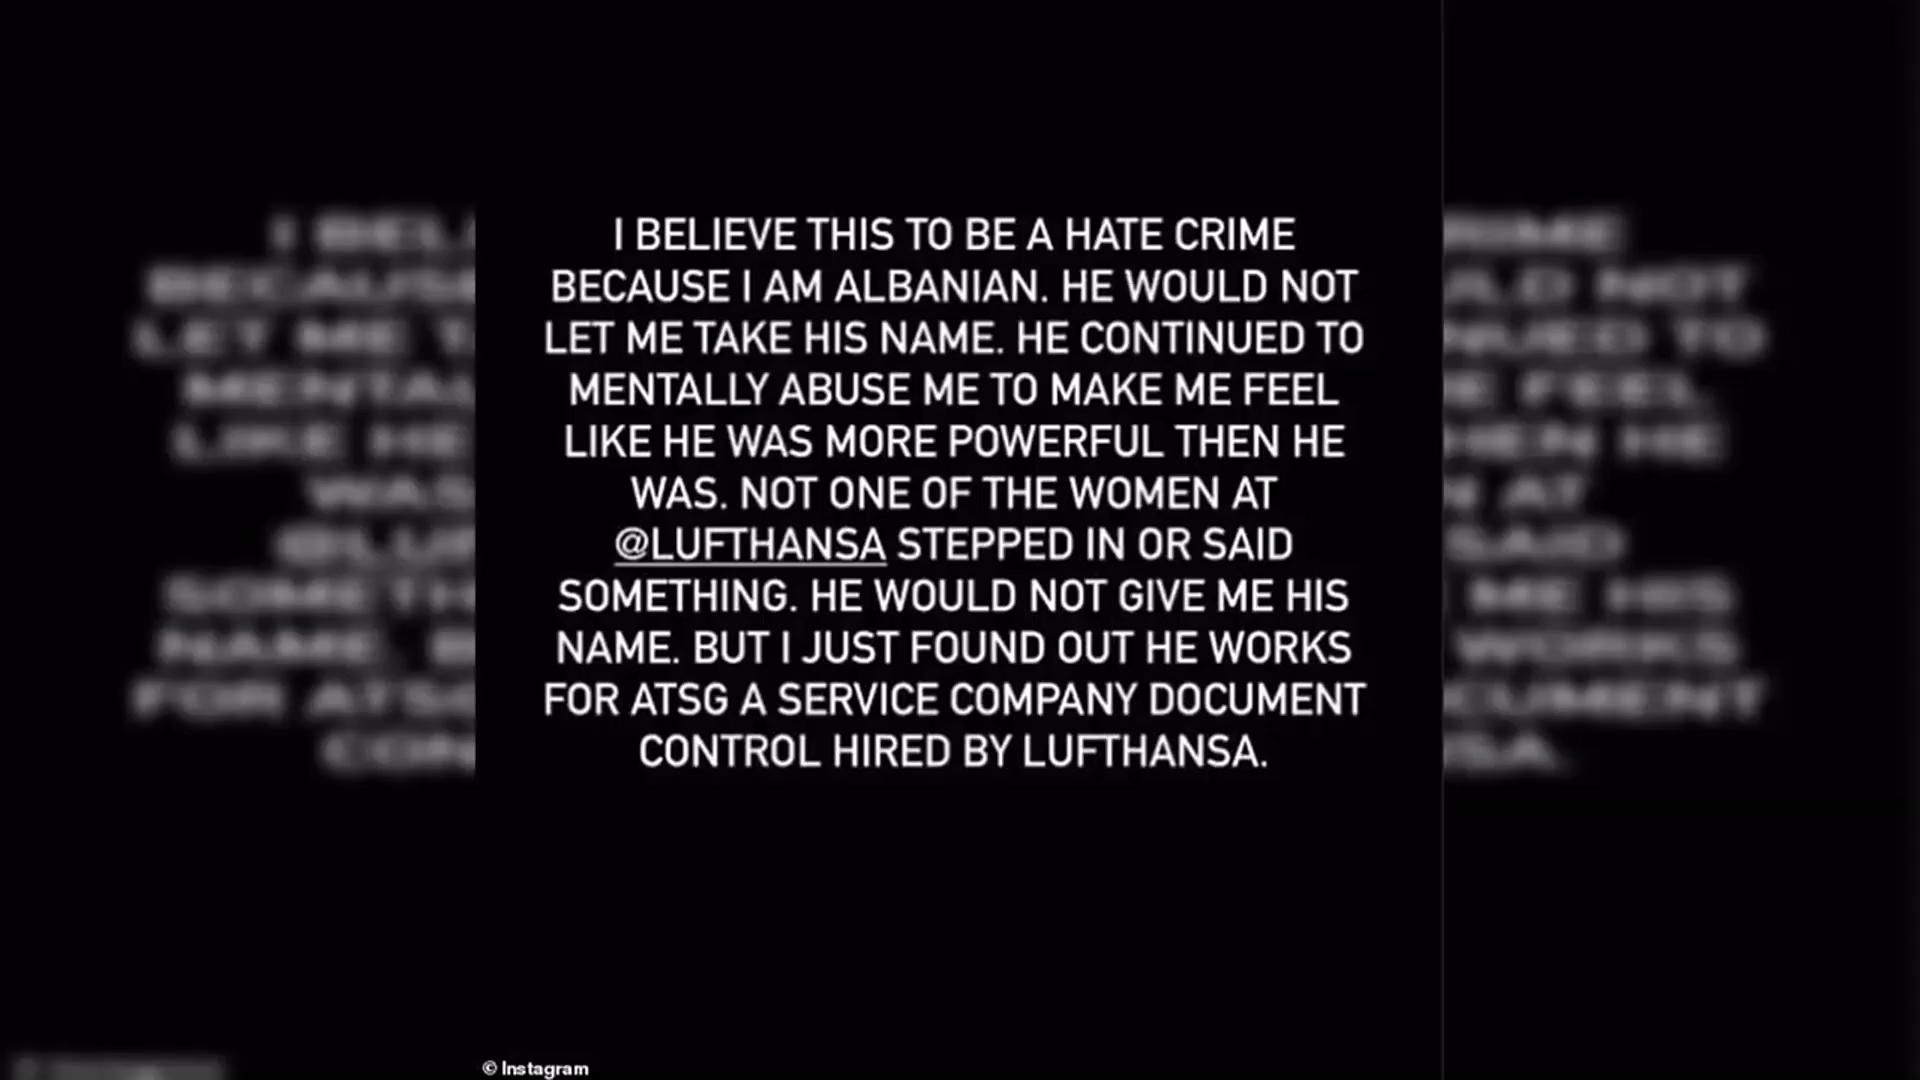 I BELIEVE THIS TO BE A HATE CRIME
BECAUSE I AM ALBANIAN. HE WOULD NOT
LET ME TAKE HIS NAME. HE CONTINUED TO
MENTALLY ABUSE ME TO MAKE ME FEEL
LIKE HE WAS MORE POWERFUL THEN HE
WAS. NOT ONE OF THE WOMEN AT
@LUFTHANSA STEPPED IN OR SAID
SOMETHING. HE WOULD NOT GIVE ME HIS
NAME. BUT I JUST FOUND OUT HE WORKS
FOR ATSG A SERVICE COMPANY DOCUMENT
CONTROL HIRED BY LUFTHANSA.
© Instagram